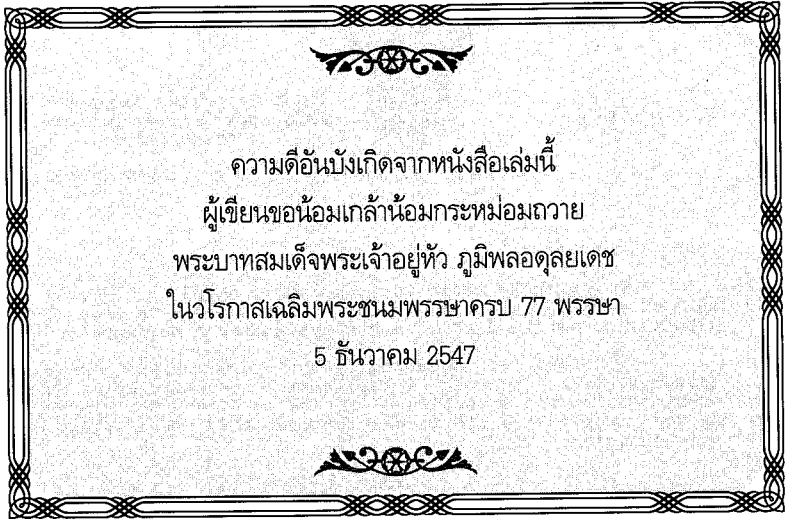 ความดีอันบังเกิดจากหนังสือเล่มนี้
ผู้เขียนขอน้อมเกล้าน้อมกระหม่อมถวาย
พระบาทสมเด็จพระเจ้าอยู่หัว ภูมิพลอดุลยเดช
ในวโรกาสเฉลิมพระชนมพรรษาครบ 77 พรรษา
5 ธันวาคม 2547